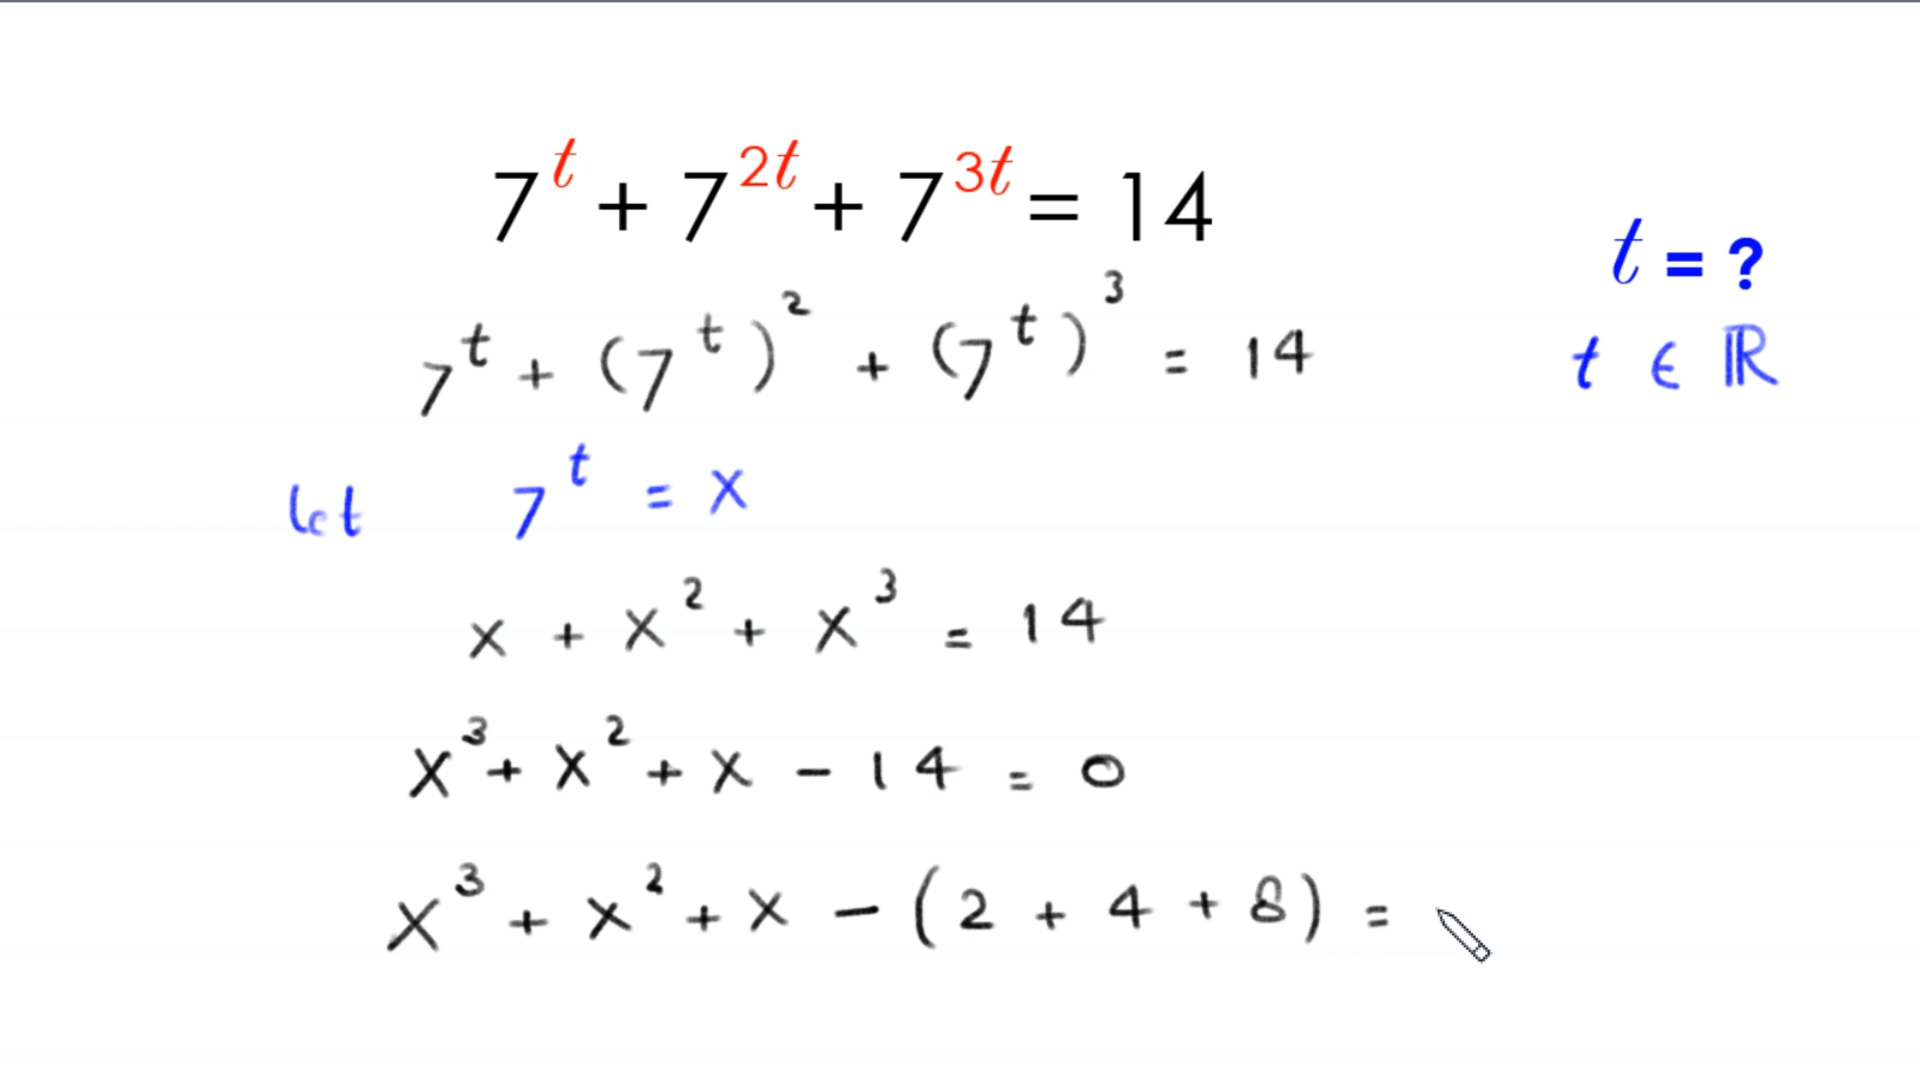 7^t + 7^{2t} + 7^{3t} = 14
t = ?
7^t + (7^t)^2 + (7^t)^3 = 14
t ∈ ℝ
let 7^t = x
x + x^2 + x^3 = 14
x^3 + x^2 + x - 14 = 0
x^3 + x^2 + x - (2 + 4 + 8) =